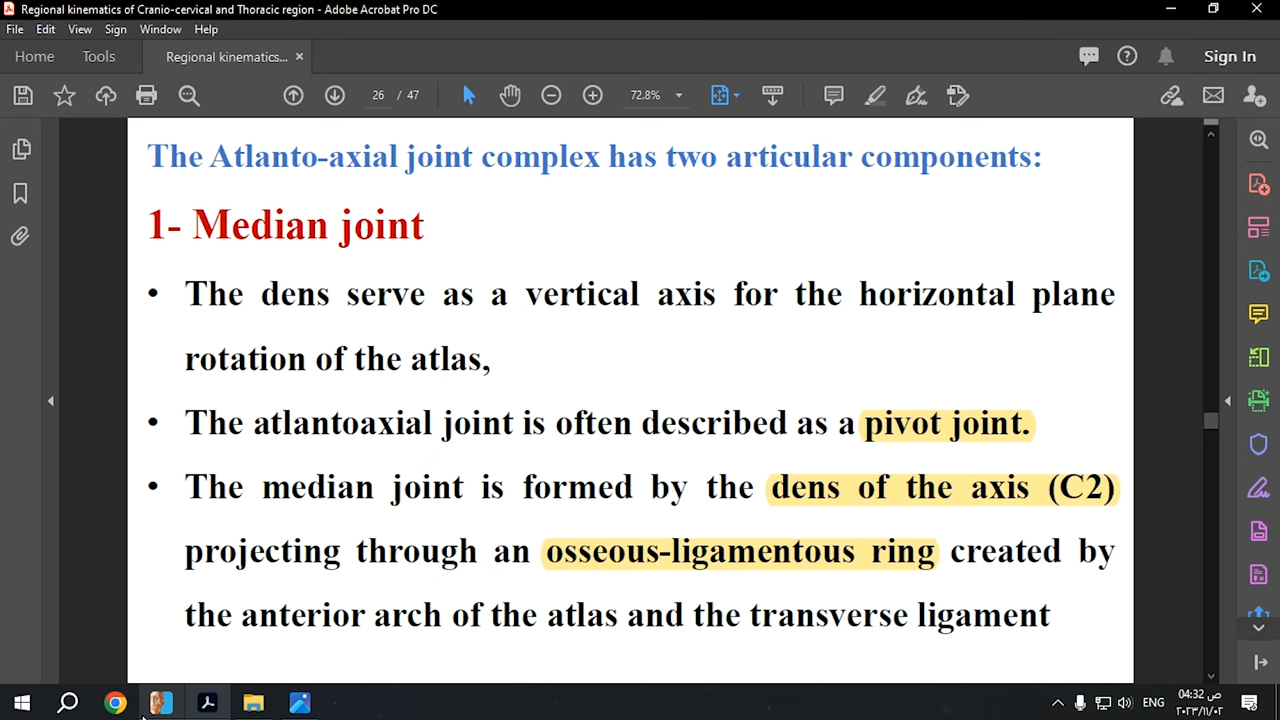 Regional kinematics of Cranio-cervical and Thoracic region - Adobe Acrobat Pro DC
File Edit View Sign Window Help
Home Tools Regional kinematics... × Sign In
26 / 47 72.8%
The Atlanto-axial joint complex has two articular components:
1- Median joint
• The dens serve as a vertical axis for the horizontal plane
rotation of the atlas,
• The atlantoaxial joint is often described as a pivot joint.
• The median joint is formed by the dens of the axis (C2)
projecting through an osseous-ligamentous ring created by
the anterior arch of the atlas and the transverse ligament
ENG 04:32 ص
٢٠٢٣/١١/٠٢